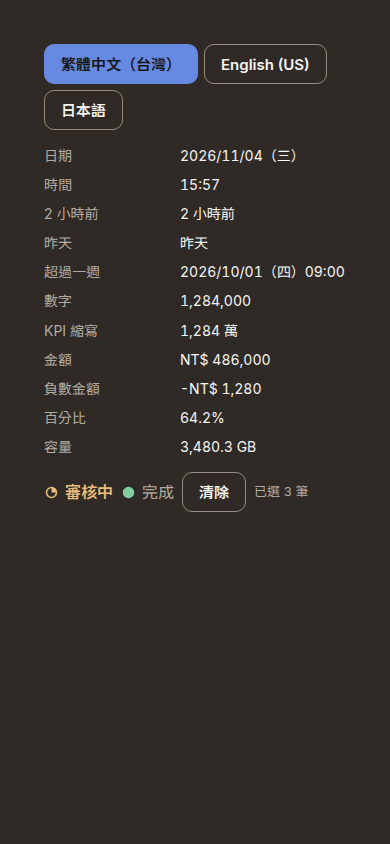 繁體中文（台灣） English (US)
日本語
日期 2026/11/04（三）
時間 15:57
2 小時前 2 小時前
昨天 昨天
超過一週 2026/10/01（四）09:00
數字 1,284,000
KPI 縮寫 1,284 萬
金額 NT$ 486,000
負數金額 -NT$ 1,280
百分比 64.2%
容量 3,480.3 GB
審核中 完成 清除 已選 3 筆